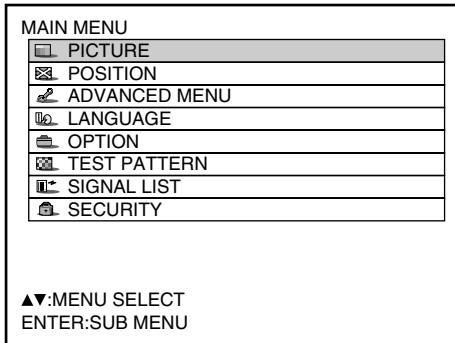 MAIN MENU
PICTURE
POSITION
ADVANCED MENU
LANGUAGE
OPTION
TEST PATTERN
SIGNAL LIST
SECURITY
▲▼:MENU SELECT
ENTER:SUB MENU